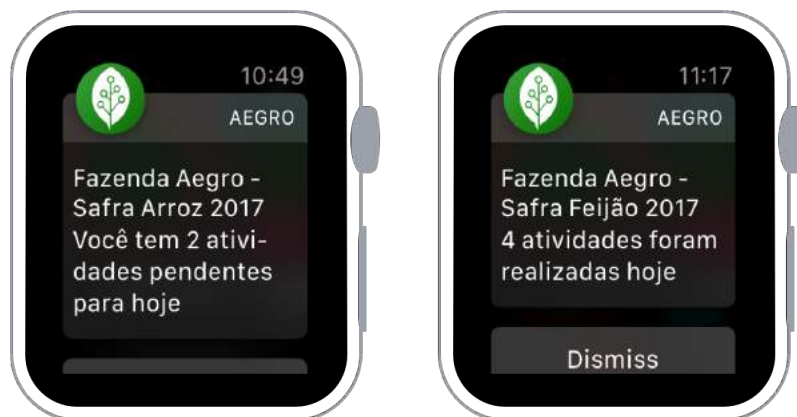 10:49
AEGRO
Fazenda Aegro -
Safra Arroz 2017
Você tem 2 ativi-
dades pendentes
para hoje
11:17
AEGRO
Fazenda Aegro -
Safra Feijão 2017
4 atividades foram
realizadas hoje
Dismiss